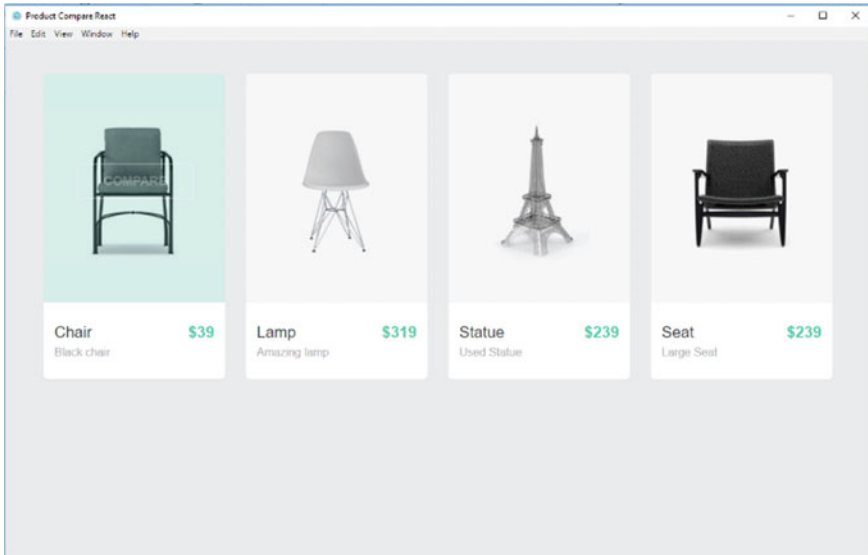 Product Compare React
File Edit View Window Help
COMPARE
Chair $39
Black chair
Lamp $319
Amazing lamp
Statue $239
Used Statue
Seat $239
Large Seat